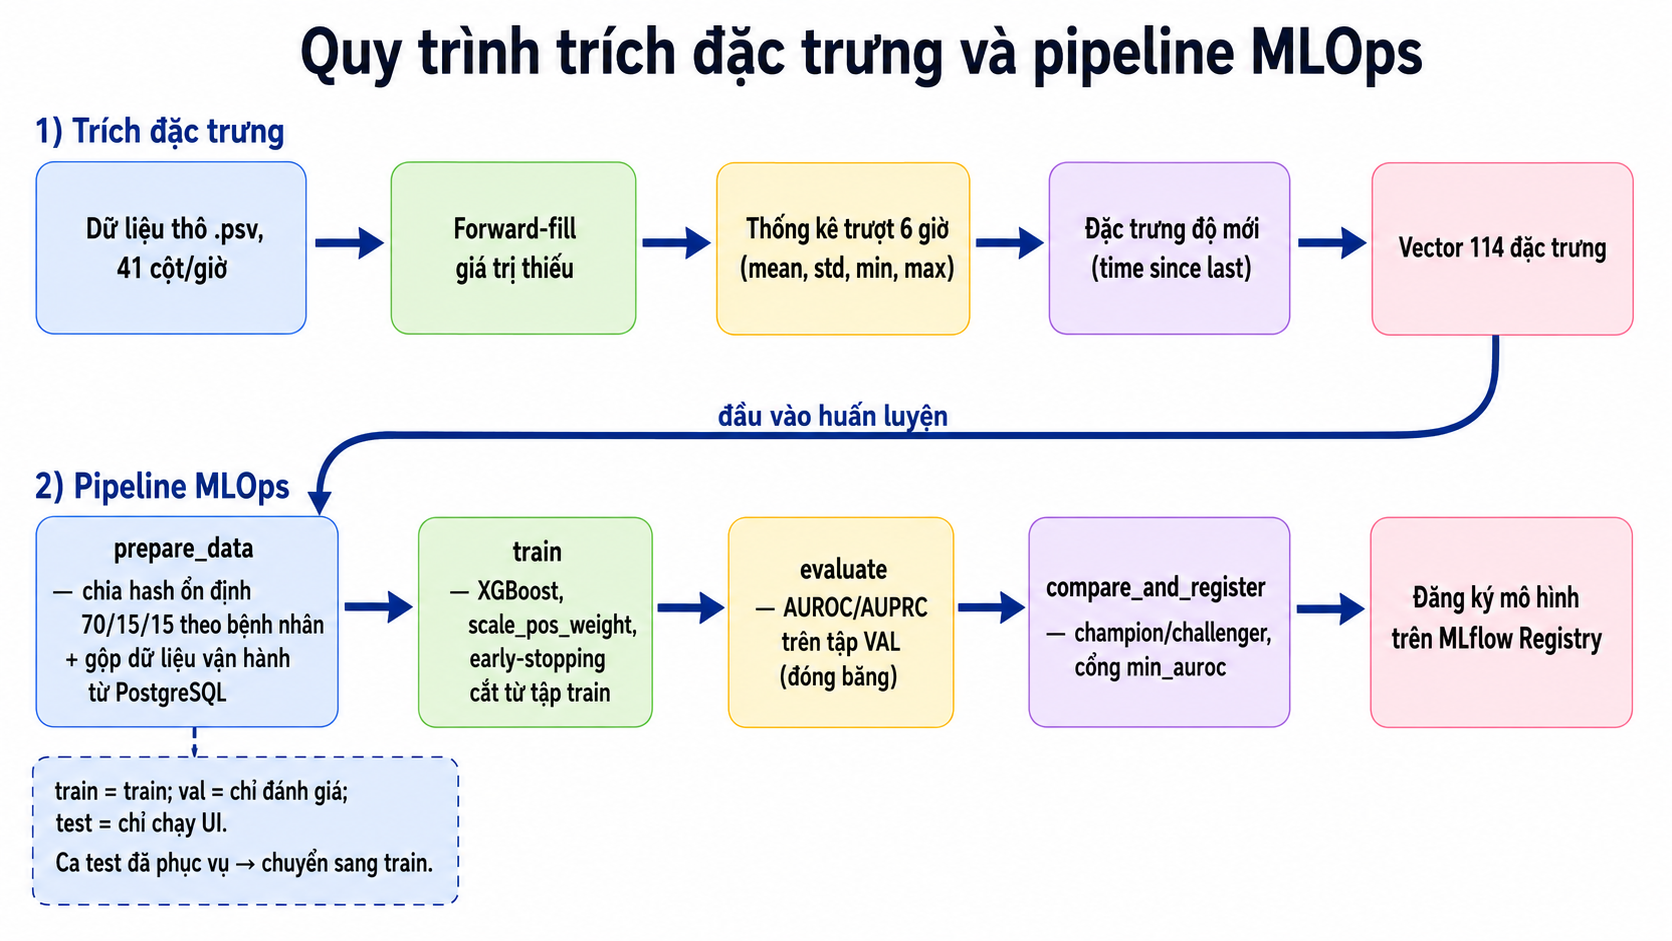 Quy trình trích đặc trưng và pipeline MLOps
1) Trích đặc trưng
Dữ liệu thô .psv,
41 cột/giờ
Forward-fill
giá trị thiếu
Thống kê trượt 6 giờ
(mean, std, min, max)
Đặc trưng độ mới
(time since last)
Vector 114 đặc trưng
đầu vào huấn luyện
2) Pipeline MLOps
prepare_data
— chia hash ổn định
70/15/15 theo bệnh nhân
+ gộp dữ liệu vận hành
từ PostgreSQL
train
— XGBoost,
scale_pos_weight,
early-stopping
cắt từ tập train
evaluate
— AUROC/AUPRC
trên tập VAL
(đóng băng)
compare_and_register
— champion/challenger,
cổng min_auroc
Đăng ký mô hình
trên MLflow Registry
train = train; val = chỉ đánh giá;
test = chỉ chạy UI.
Ca test đã phục vụ → chuyển sang train.